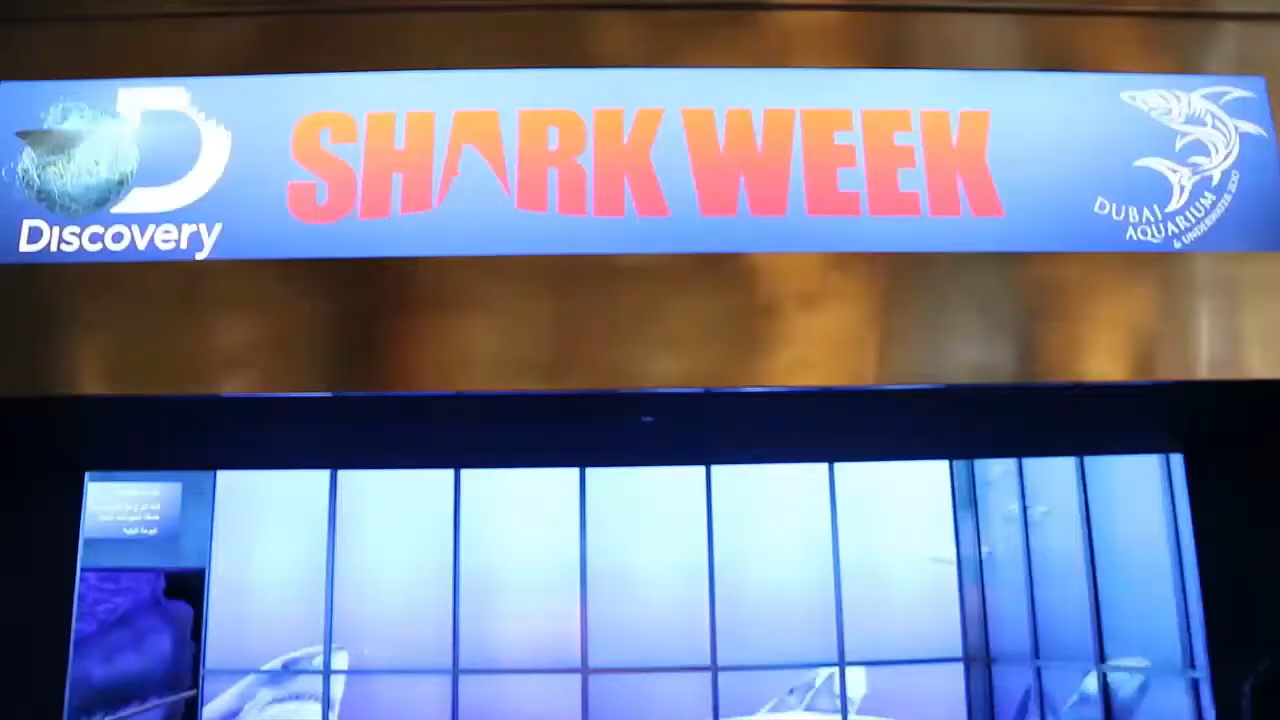 Discovery
SHARK WEEK
DUBAI
AQUARIUM
& UNDERWATER ZOO